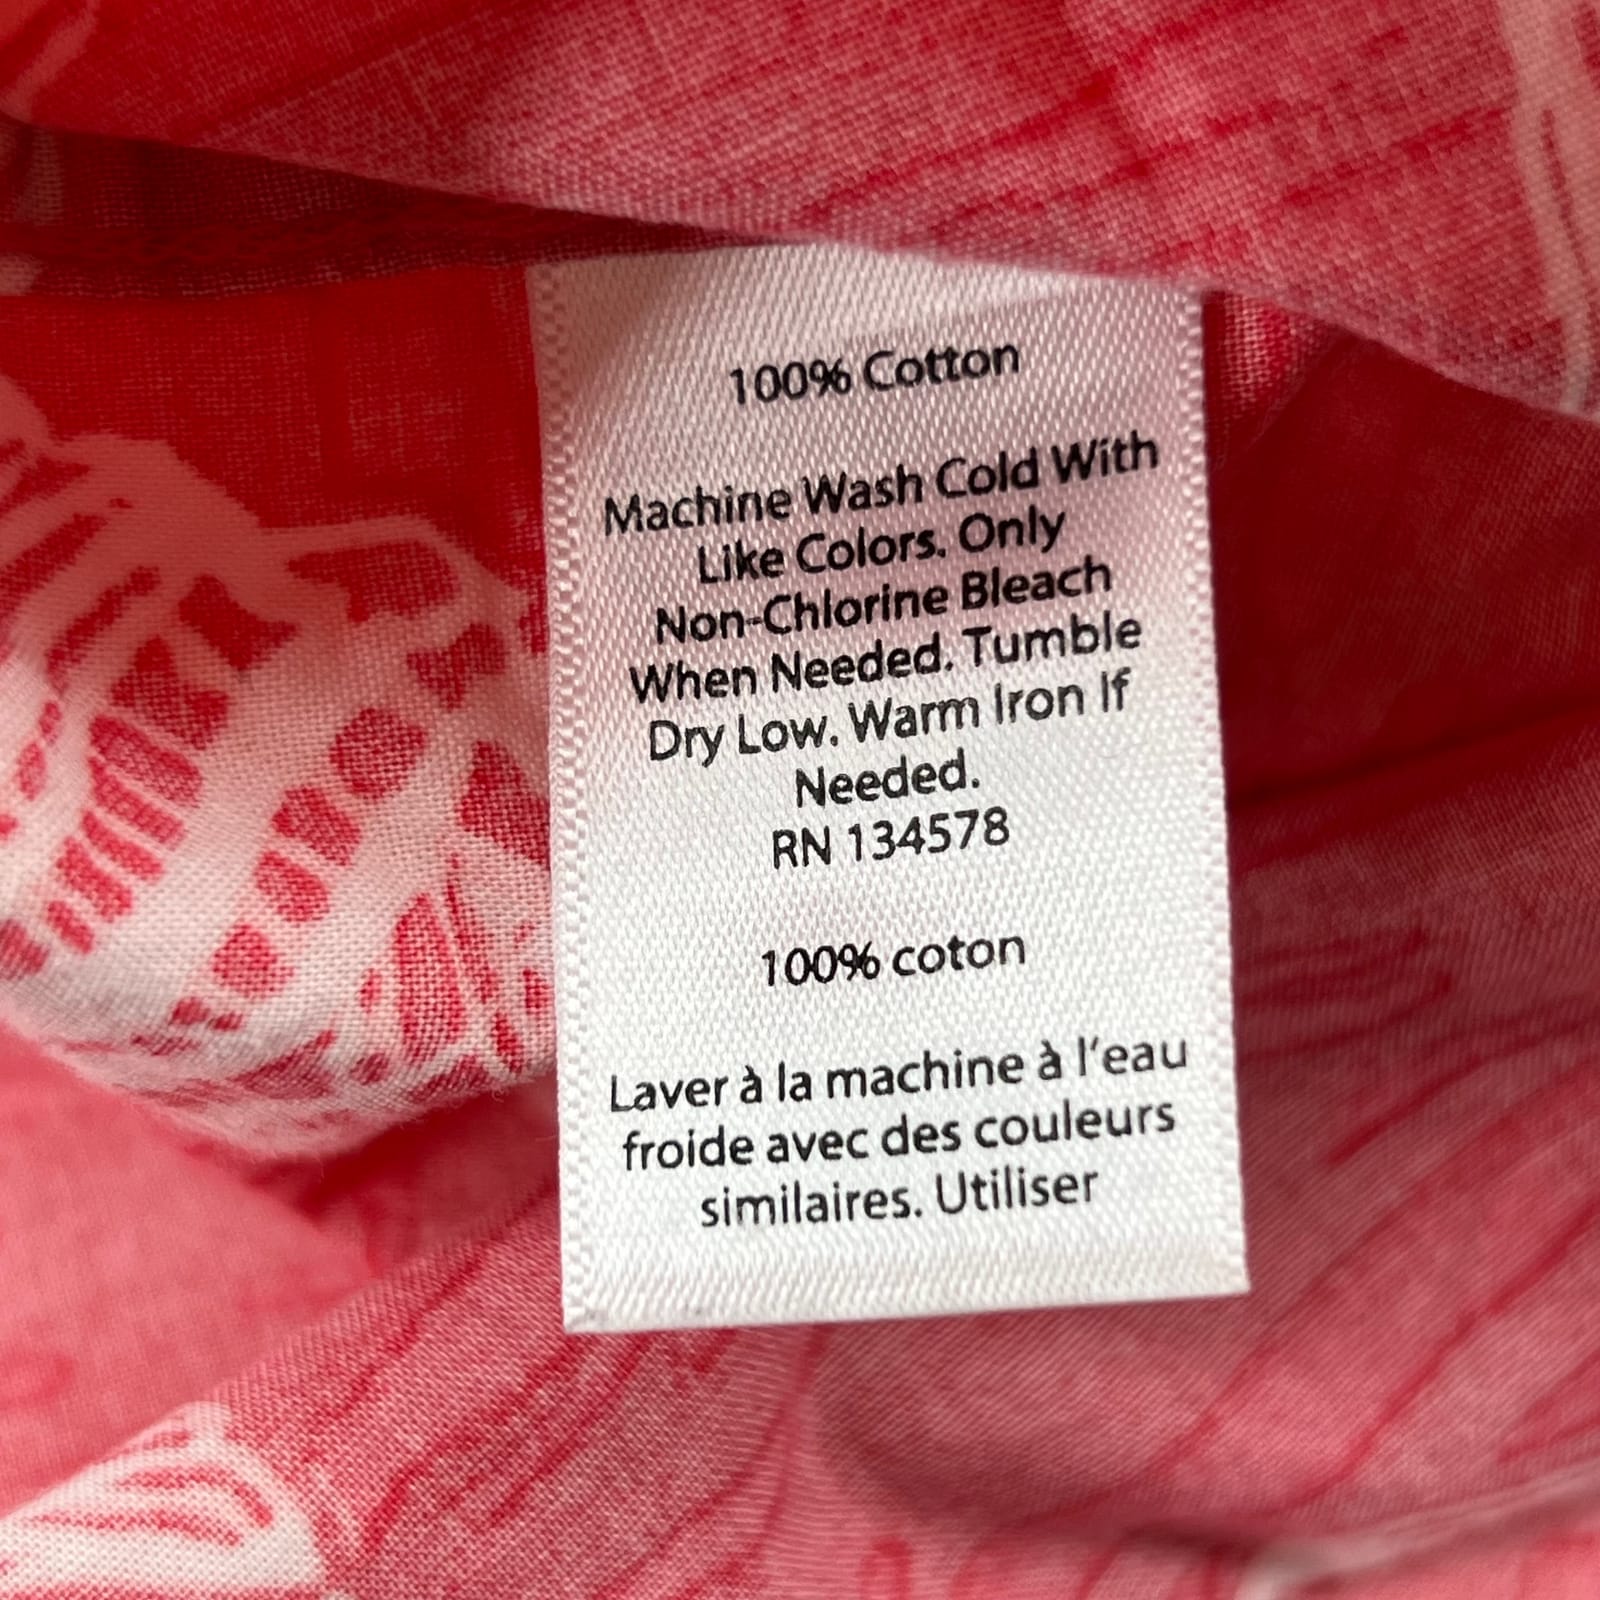 100% Cotton
Machine Wash Cold With
Like Colors. Only
Non-Chlorine Bleach
When Needed. Tumble
Dry Low. Warm Iron If
Needed.
RN 134578
100% coton
Laver à la machine à l'eau
froide avec des couleurs
similaires. Utiliser